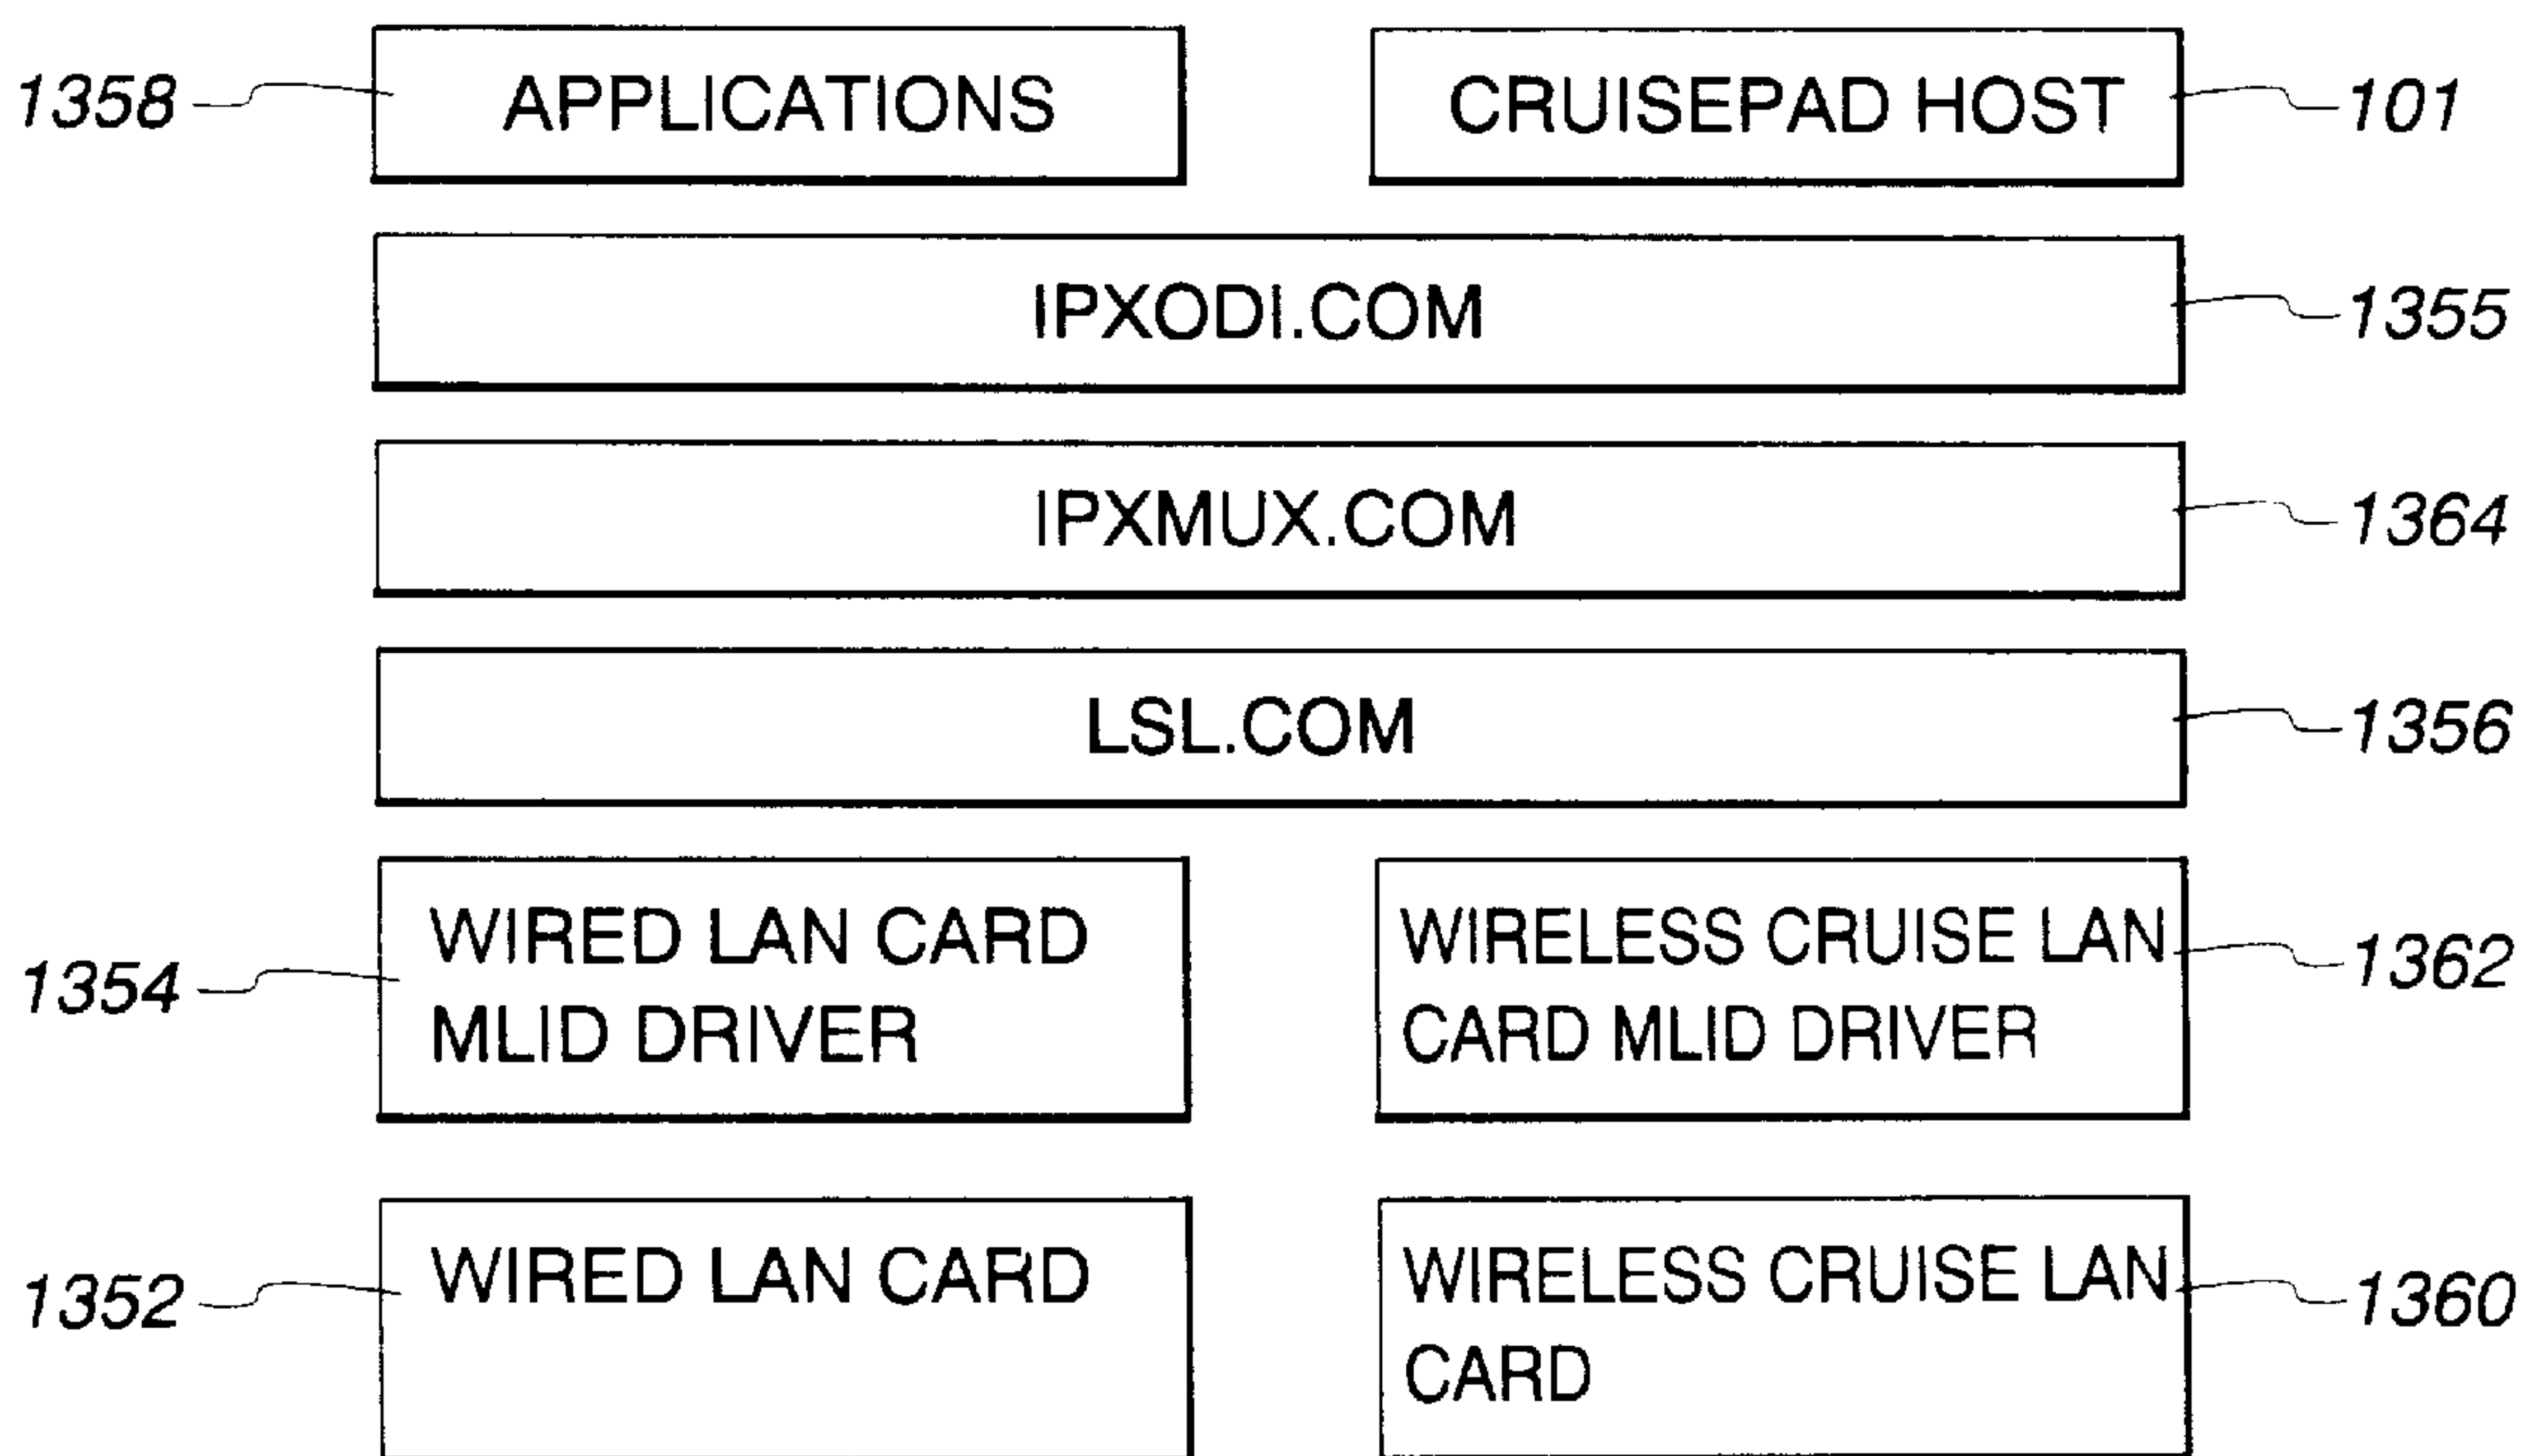 1358 APPLICATIONS CRUISEPAD HOST 101
IPXODI.COM 1355
IPXMUX.COM 1364
LSL.COM 1356
1354 WIRED LAN CARD
MLID DRIVER
WIRELESS CRUISE LAN 1362
CARD MLID DRIVER
1352 WIRED LAN CARD
WIRELESS CRUISE LAN 1360
CARD